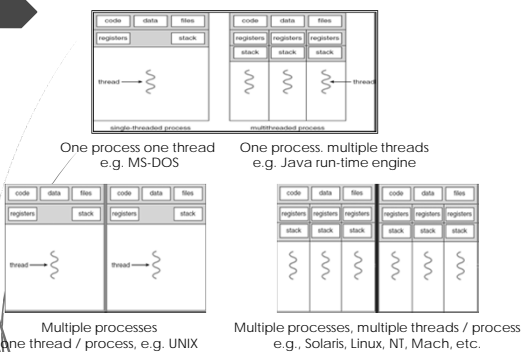 code data files code data files
registers stack registers registers registers
stack stack stack
thread thread
single-threaded process multithreaded process
One process one thread One process. multiple threads
e.g. MS-DOS e.g. Java run-time engine
code data files code data files code data files code data files
registers stack registers stack registers registers registers registers registers registers
stack stack stack stack stack stack
thread thread
Multiple processes Multiple processes, multiple threads / process
one thread / process, e.g. UNIX e.g., Solaris, Linux, NT, Mach, etc.